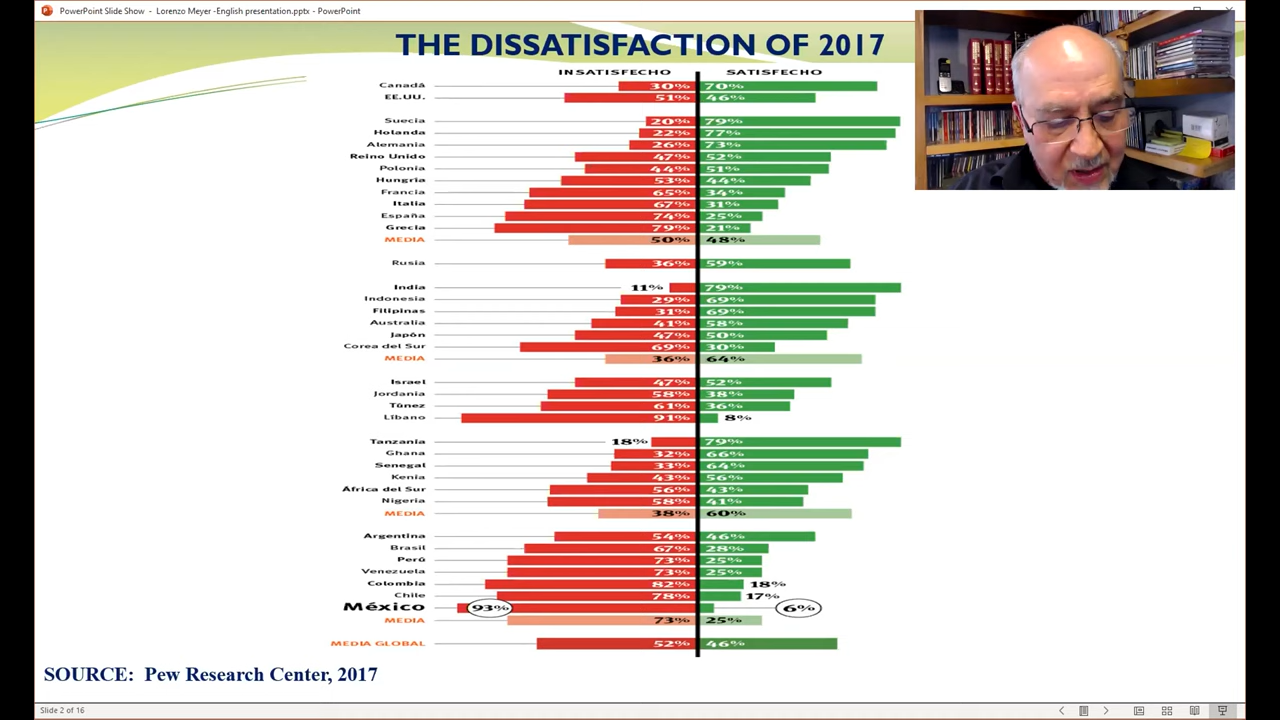 PowerPoint Slide Show - Lorenzo Meyer -English presentation.pptx - PowerPoint
THE DISSATISFACTION OF 2017
INSATISFECHO SATISFECHO
Canadá 30% 70%
EE.UU. 51% 46%
Suecia 20% 79%
Holanda 22% 77%
Alemania 26% 73%
Reino Unido 47% 52%
Polonia 44% 51%
Hungría 53% 44%
Francia 65% 34%
Italia 67% 31%
España 74% 25%
Grecia 79% 21%
MEDIA 50% 48%
Rusia 36% 59%
India 11% 79%
Indonesia 29% 69%
Filipinas 31% 69%
Australia 41% 58%
Japón 47% 50%
Corea del Sur 69% 30%
MEDIA 36% 64%
Israel 47% 52%
Jordania 58% 38%
Túnez 61% 36%
Líbano 91% 8%
Tanzania 18% 79%
Ghana 32% 66%
Senegal 33% 64%
Kenia 43% 56%
África del Sur 56% 43%
Nigeria 58% 41%
MEDIA 38% 60%
Argentina 54% 46%
Brasil 67% 28%
Perú 73% 25%
Venezuela 73% 25%
Colombia 82% 18%
Chile 78% 17%
México 93% 6%
MEDIA 73% 25%
MEDIA GLOBAL 52% 46%
SOURCE: Pew Research Center, 2017
Slide 2 of 16